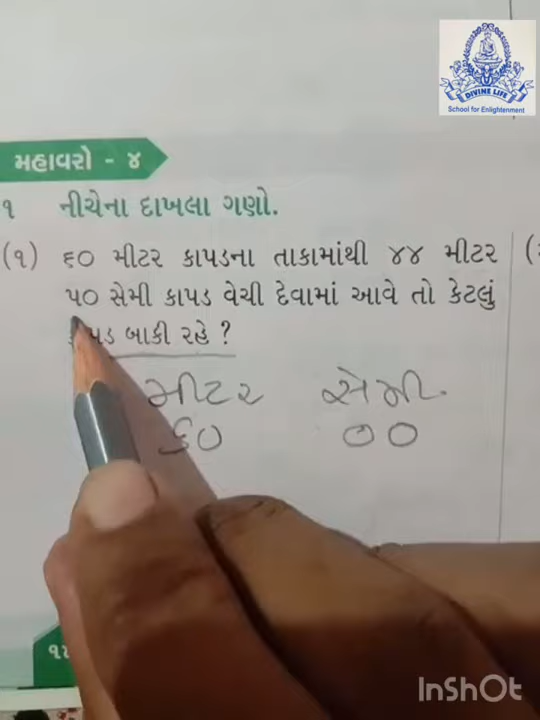 DIVINE LIFE
School for Enlightenment
મહાવરો - ૪
૧ નીચેના દાખલા ગણો.
(૧) ૬૦ મીટર કાપડના તાકામાંથી ૪૪ મીટર
૫૦ સેમી કાપડ વેચી દેવામાં આવે તો કેટલું
બાકી રહે ?
મીટર સેમી.
૬૦ ૦૦
InShOt